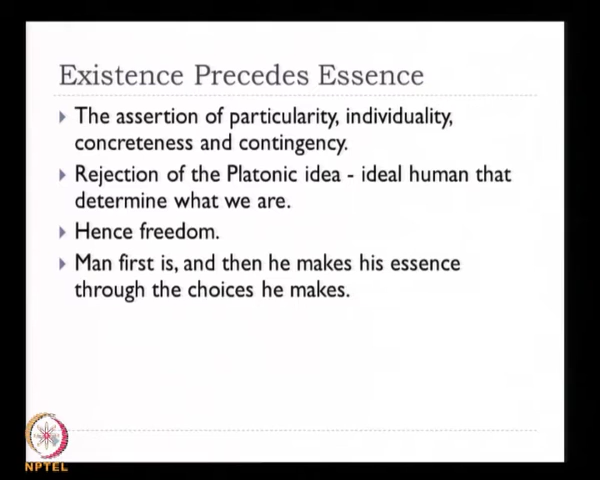 Existence Precedes Essence
The assertion of particularity, individuality,
concreteness and contingency.
Rejection of the Platonic idea - ideal human that
determine what we are.
Hence freedom.
Man first is, and then he makes his essence
through the choices he makes.
NPTEL